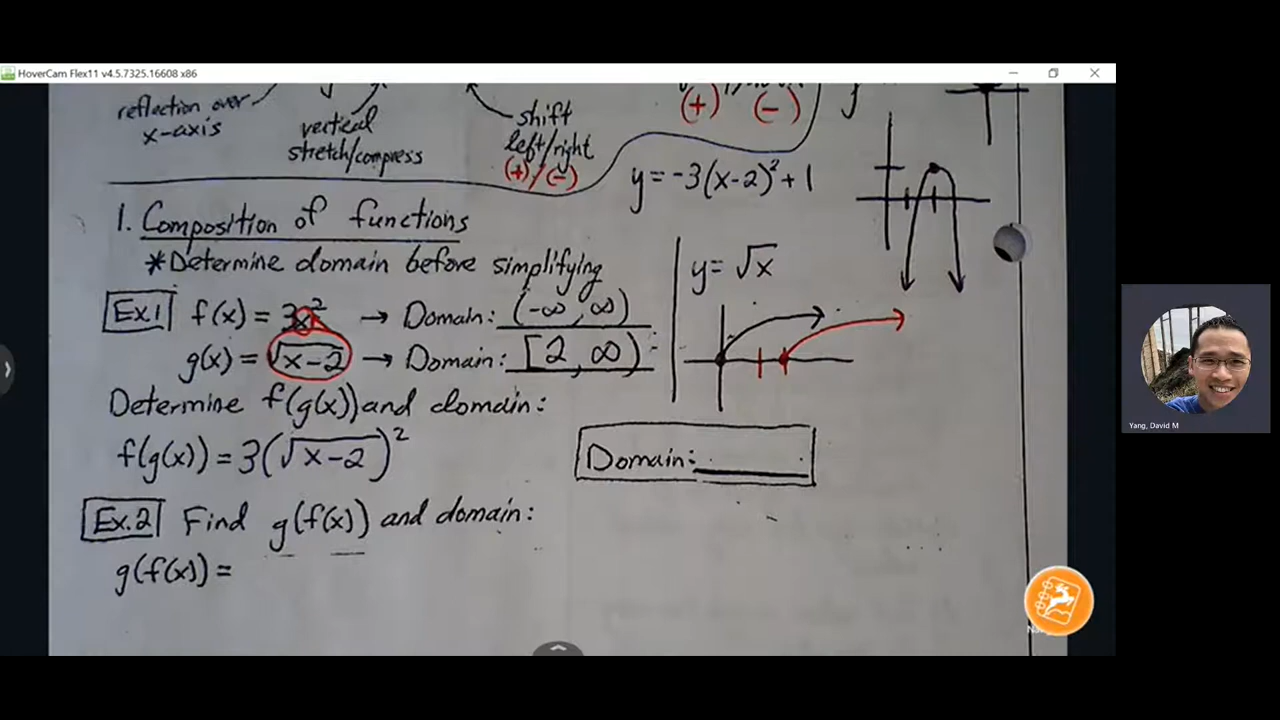 HoverCam Flex11 v4.5.7325.16608 x86
reflection over
x-axis
vertical
stretch/compress
shift
left/right
(+)/(-)
(+) (-)
y = -3(x-2)² + 1
1. Composition of functions
*Determine domain before simplifying
Ex.1 f(x) = 3x² → Domain: (-∞, ∞)
g(x) = √x-2 → Domain: [2, ∞)
y = √x
Determine f(g(x)) and domain:
f(g(x)) = 3(√x-2)²
Domain:
Ex.2 Find g(f(x)) and domain:
g(f(x)) =
Yang, David M